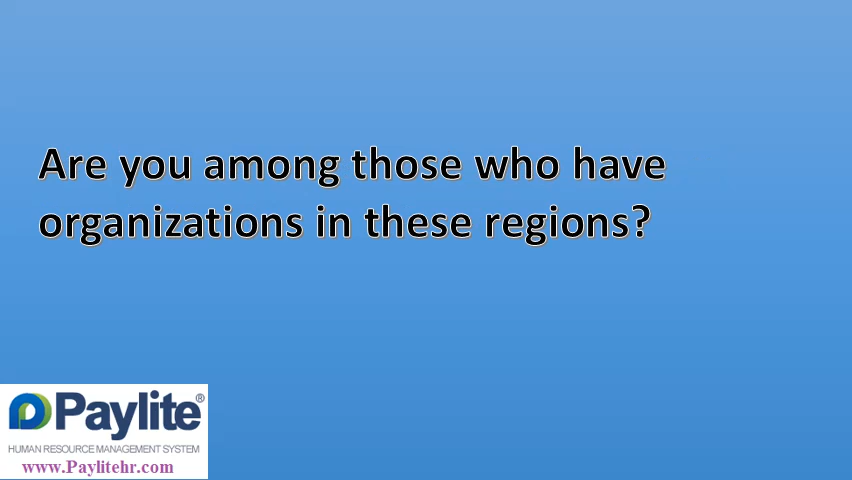 Are you among those who have
organizations in these regions?
Paylite®
HUMAN RESOURCE MANAGEMENT SYSTEM
www.Paylitehr.com